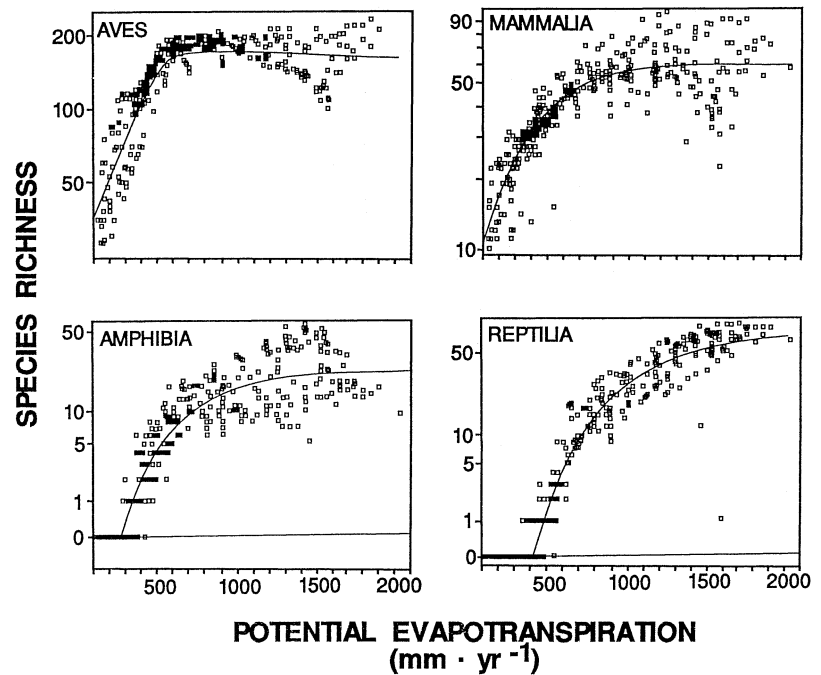 SPECIES RICHNESS
AVES
200
100
50
MAMMALIA
90
50
10
AMPHIBIA
50
10
5
1
0
500 1000 1500 2000
REPTILIA
50
10
5
1
0
500 1000 1500 2000
POTENTIAL EVAPOTRANSPIRATION
(mm · yr -1)